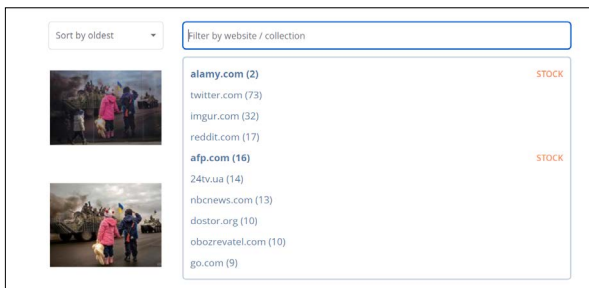 Sort by oldest
Filter by website / collection
alamy.com (2) STOCK
twitter.com (73)
imgur.com (32)
reddit.com (17)
afp.com (16) STOCK
24tv.ua (14)
nbcnews.com (13)
dostor.org (10)
obozrevatel.com (10)
go.com (9)